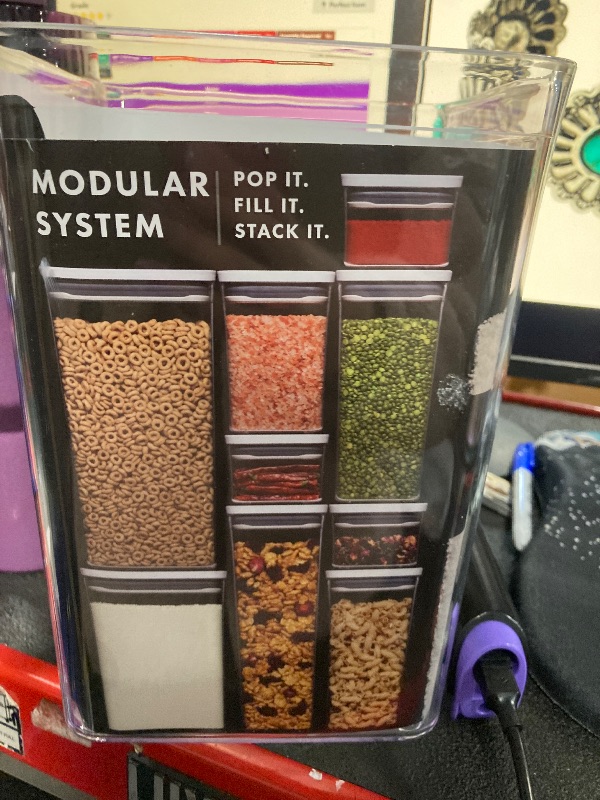 MODULAR
SYSTEM
POP IT.
FILL IT.
STACK IT.